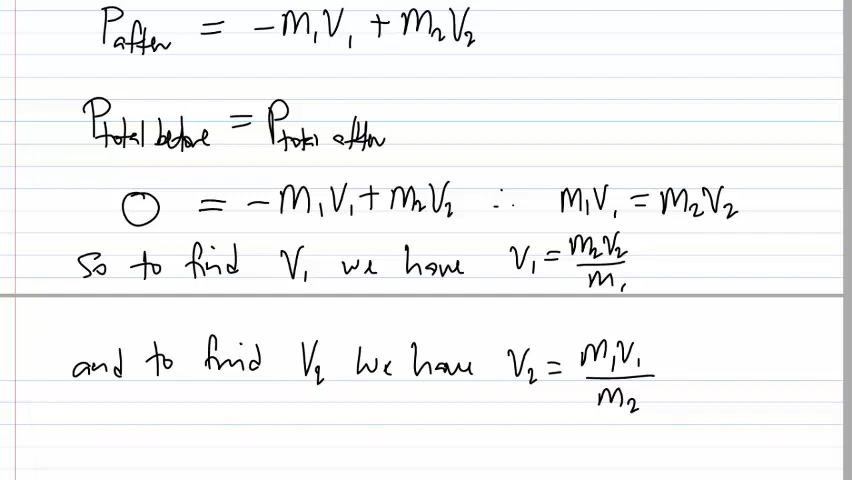 P_after = -m₁V₁ + m₂V₂
P_total before = P_total after
0 = -m₁V₁ + m₂V₂ ∴ m₁V₁ = m₂V₂
So to find V₁ we have V₁ = m₂V₂/m₁
and to find V₂ we have V₂ = m₁V₁/m₂